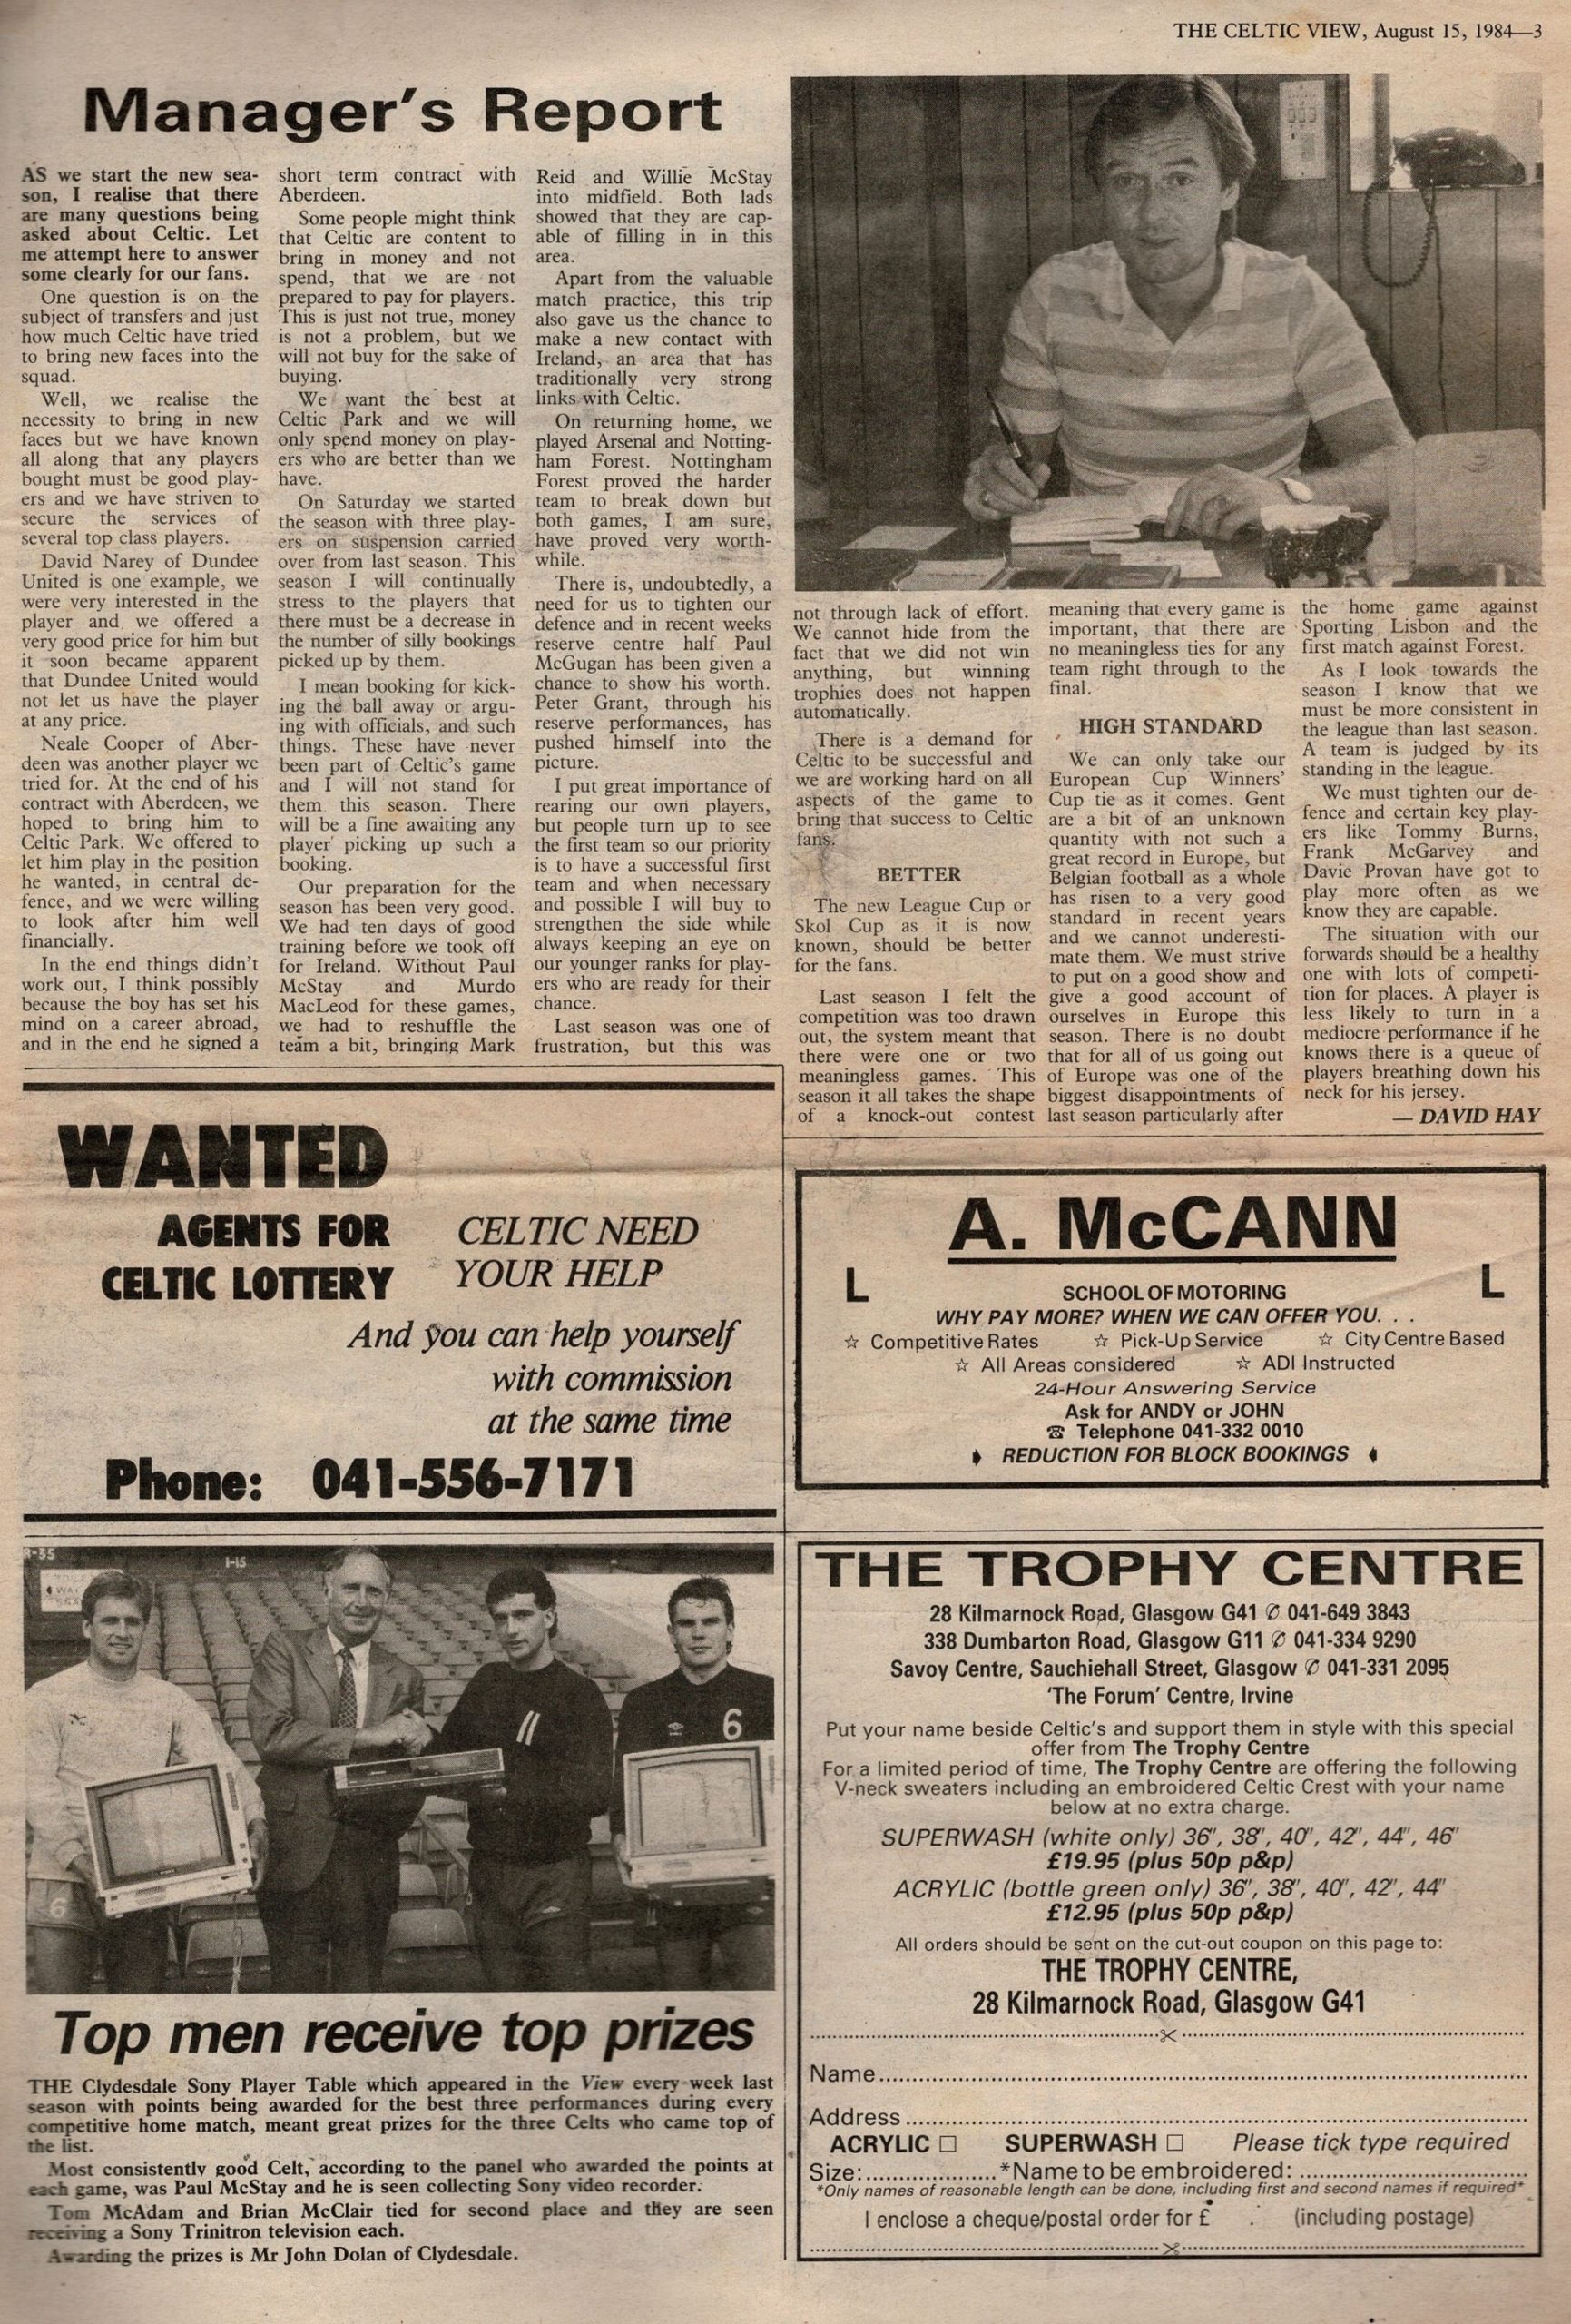 THE CELTIC VIEW, August 15, 1984—3
Manager's Report
AS we start the new sea-
son, I realise that there
are many questions being
asked about Celtic. Let
me attempt here to answer
some clearly for our fans.
One question is on the
subject of transfers and just
how much Celtic have tried
to bring new faces into the
squad.
Well, we realise the
necessity to bring in new
faces but we have known
all along that any players
bought must be good play-
ers and we have striven to
secure the services of
several top class players.
David Narey of Dundee
United is one example, we
were very interested in the
player and we offered a
very good price for him but
it soon became apparent
that Dundee United would
not let us have the player
at any price.
Neale Cooper of Aber-
deen was another player we
tried for. At the end of his
contract with Aberdeen, we
hoped to bring him to
Celtic Park. We offered to
let him play in the position
he wanted, in central de-
fence, and we were willing
to look after him well
financially.
In the end things didn't
work out, I think possibly
because the boy has set his
mind on a career abroad,
and in the end he signed a
short term contract with
Aberdeen.
Some people might think
that Celtic are content to
bring in money and not
spend, that we are not
prepared to pay for players.
This is just not true, money
is not a problem, but we
will not buy for the sake of
buying.
We want the best at
Celtic Park and we will
only spend money on play-
ers who are better than we
have.
On Saturday we started
the season with three play-
ers on suspension carried
over from last season. This
season I will continually
stress to the players that
there must be a decrease in
the number of silly bookings
picked up by them.
I mean booking for kick-
ing the ball away or argu-
ing with officials, and such
things. These have never
been part of Celtic's game
and I will not stand for
them this season. There
will be a fine awaiting any
player picking up such a
booking.
Our preparation for the
season has been very good.
We had ten days of good
training before we took off
for Ireland. Without Paul
McStay and Murdo
MacLeod for these games,
we had to reshuffle the
team a bit, bringing Mark
Reid and Willie McStay
into midfield. Both lads
showed that they are cap-
able of filling in in this
area.
Apart from the valuable
match practice, this trip
also gave us the chance to
make a new contact with
Ireland, an area that has
traditionally very strong
links with Celtic.
On returning home, we
played Arsenal and Notting-
ham Forest. Nottingham
Forest proved the harder
team to break down but
both games, I am sure,
have proved very worth-
while.
There is, undoubtedly, a
need for us to tighten our
defence and in recent weeks
reserve centre half Paul
McGugan has been given a
chance to show his worth.
Peter Grant, through his
reserve performances, has
pushed himself into the
picture.
I put great importance of
rearing our own players,
but people turn up to see
the first team so our priority
is to have a successful first
team and when necessary
and possible I will buy to
strengthen the side while
always keeping an eye on
our younger ranks for play-
ers who are ready for their
chance.
Last season was one of
frustration, but this was
not through lack of effort.
We cannot hide from the
fact that we did not win
anything, but winning
trophies does not happen
automatically.
There is a demand for
Celtic to be successful and
we are working hard on all
aspects of the game to
bring that success to Celtic
fans.
BETTER
The new League Cup or
Skol Cup as it is now
known, should be better
for the fans.
Last season I felt the
competition was too drawn
out, the system meant that
there were one or two
meaningless games. This
season it all takes the shape
of a knock-out contest
meaning that every game is
important, that there are
no meaningless ties for any
team right through to the
final.
HIGH STANDARD
We can only take our
European Cup Winners'
Cup tie as it comes. Gent
are a bit of an unknown
quantity with not such a
great record in Europe, but
Belgian football as a whole
has risen to a very good
standard in recent years
and we cannot underesti-
mate them. We must strive
to put on a good show and
give a good account of
ourselves in Europe this
season. There is no doubt
that for all of us going out
of Europe was one of the
biggest disappointments of
last season particularly after
the home game against
Sporting Lisbon and the
first match against Forest.
As I look towards the
season I know that we
must be more consistent in
the league than last season.
A team is judged by its
standing in the league.
We must tighten our de-
fence and certain key play-
ers like Tommy Burns,
Frank McGarvey and
Davie Provan have got to
play more often as we
know they are capable.
The situation with our
forwards should be a healthy
one with lots of competi-
tion for places. A player is
less likely to turn in a
mediocre performance if he
knows there is a queue of
players breathing down his
neck for his jersey.
— DAVID HAY
WANTED
AGENTS FOR
CELTIC LOTTERY
CELTIC NEED
YOUR HELP
And you can help yourself
with commission
at the same time
Phone: 041-556-7171
A. McCANN
L L
SCHOOL OF MOTORING
WHY PAY MORE? WHEN WE CAN OFFER YOU. . .
☆ Competitive Rates ☆ Pick-Up Service ☆ City Centre Based
☆ All Areas considered ☆ ADI Instructed
24-Hour Answering Service
Ask for ANDY or JOHN
☎ Telephone 041-332 0010
REDUCTION FOR BLOCK BOOKINGS
1-15
6
6
Top men receive top prizes
THE Clydesdale Sony Player Table which appeared in the View every week last
season with points being awarded for the best three performances during every
competitive home match, meant great prizes for the three Celts who came top of
the list.
Most consistently good Celt, according to the panel who awarded the points at
each game, was Paul McStay and he is seen collecting Sony video recorder.
Tom McAdam and Brian McClair tied for second place and they are seen
receiving a Sony Trinitron television each.
Awarding the prizes is Mr John Dolan of Clydesdale.
THE TROPHY CENTRE
28 Kilmarnock Road, Glasgow G41 ✆ 041-649 3843
338 Dumbarton Road, Glasgow G11 ✆ 041-334 9290
Savoy Centre, Sauchiehall Street, Glasgow ✆ 041-331 2095
'The Forum' Centre, Irvine
Put your name beside Celtic's and support them in style with this special
offer from The Trophy Centre
For a limited period of time, The Trophy Centre are offering the following
V-neck sweaters including an embroidered Celtic Crest with your name
below at no extra charge.
SUPERWASH (white only) 36", 38", 40", 42", 44", 46"
£19.95 (plus 50p p&p)
ACRYLIC (bottle green only) 36", 38", 40", 42", 44"
£12.95 (plus 50p p&p)
All orders should be sent on the cut-out coupon on this page to:
THE TROPHY CENTRE,
28 Kilmarnock Road, Glasgow G41
Name
Address
ACRYLIC □ SUPERWASH □ Please tick type required
Size: *Name to be embroidered:
*Only names of reasonable length can be done, including first and second names if required*
I enclose a cheque/postal order for £ . (including postage)